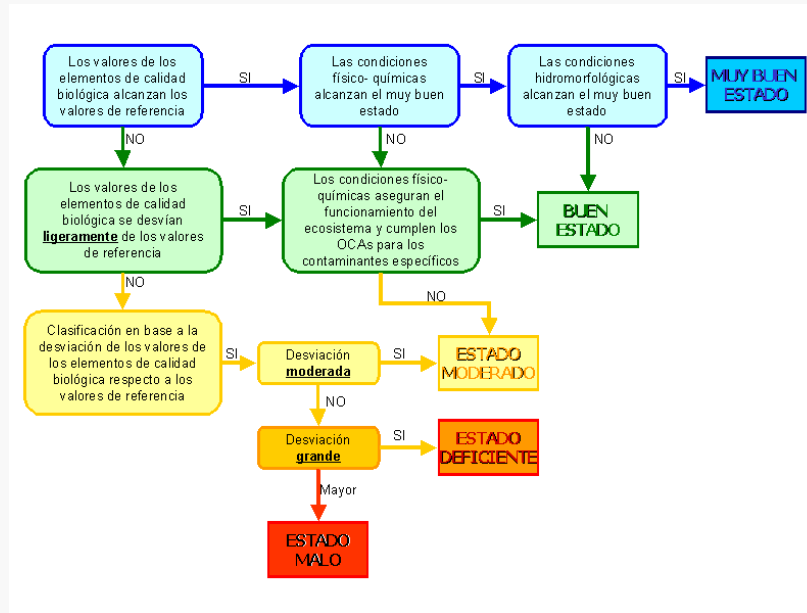 Los valores de los
elementos de calidad
biológica alcanzan los
valores de referencia
SI
Las condiciones
físico- químicas
alcanzan el muy buen
estado
SI
Las condiciones
hidromorfológicas
alcanzan el muy buen
estado
SI
MUY BUEN
ESTADO
NO
NO
NO
Los valores de los
elementos de calidad
biológica se desvían
ligeramente de los valores
de referencia
SI
Los condiciones físico-
químicas aseguran el
funcionamiento del
ecosistema y cumplen los
OCAs para los
contaminantes específicos
SI
BUEN
ESTADO
NO
NO
Clasificación en base a la
desviación de los valores de
los elementos de calidad
biológica respecto a los
valores de referencia
SI
Desviación
moderada
SI
ESTADO
MODERADO
NO
Desviación
grande
SI
ESTADO
DEFICIENTE
Mayor
ESTADO
MALO